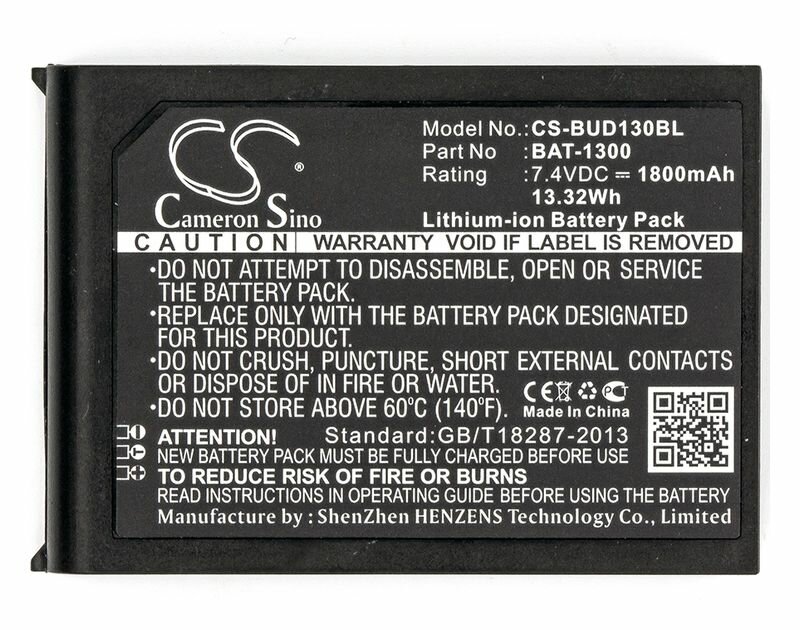 CS
®
Cameron Sino
Model No.: CS-BUD130BL
Part No : BAT-1300
Rating :7.4VDC ⎓ 1800mAh
13.32Wh
Lithium-ion Battery Pack
CAUTION WARRANTY VOID IF LABEL IS REMOVED
•DO NOT ATTEMPT TO DISASSEMBLE, OPEN OR SERVICE
THE BATTERY PACK.
•REPLACE ONLY WITH THE BATTERY PACK DESIGNATED
FOR THIS PRODUCT.
•DO NOT CRUSH, PUNCTURE, SHORT EXTERNAL CONTACTS
OR DISPOSE OF IN FIRE OR WATER.
•DO NOT STORE ABOVE 60°C (140°F).
CE PCT
Made In China
ATTENTION! Standard:GB/T18287-2013
NEW BATTERY PACK MUST BE FULLY CHARGED BEFORE USE
TO REDUCE RISK OF FIRE OR BURNS
READ INSTRUCTIONS IN OPERATING GUIDE BEFORE USING THE BATTERY
Manufacture by : ShenZhen HENZENS Technology Co., Limited